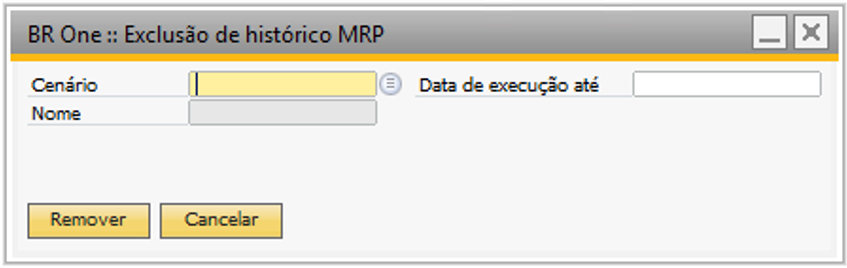 BR One :: Exclusão de histórico MRP
Cenário Data de execução até
Nome
Remover Cancelar